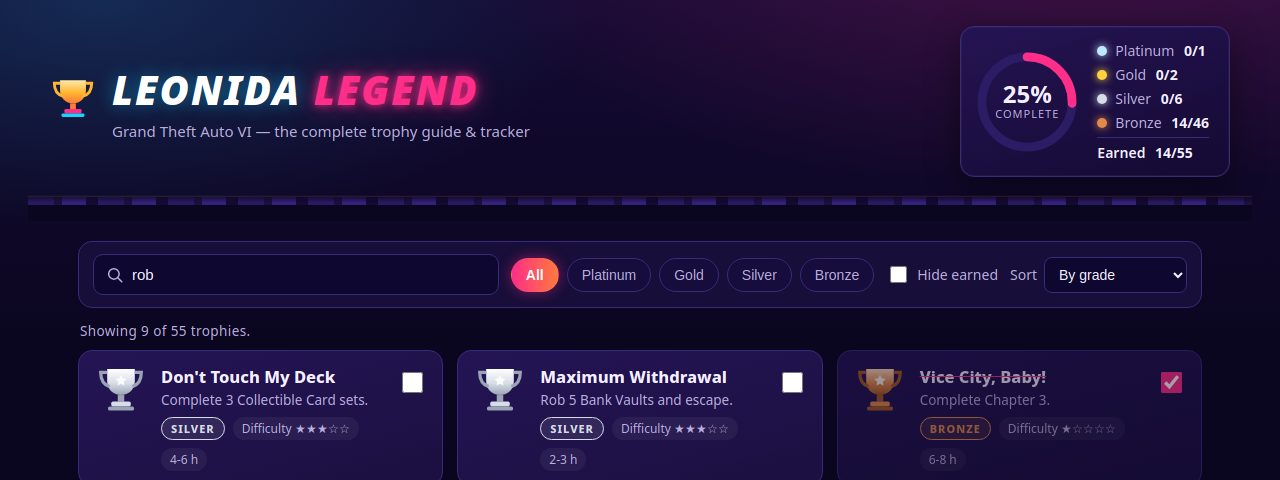 LEONIDA LEGEND
Grand Theft Auto VI — the complete trophy guide & tracker
25%
COMPLETE
Platinum 0/1
Gold 0/2
Silver 0/6
Bronze 14/46
Earned 14/55
rob
All Platinum Gold Silver Bronze Hide earned Sort By grade
Showing 9 of 55 trophies.
Don't Touch My Deck
Complete 3 Collectible Card sets.
SILVER Difficulty ★★★☆☆
4-6 h
Maximum Withdrawal
Rob 5 Bank Vaults and escape.
SILVER Difficulty ★★★☆☆
2-3 h
Vice City, Baby!
Complete Chapter 3.
BRONZE Difficulty ★☆☆☆☆
6-8 h